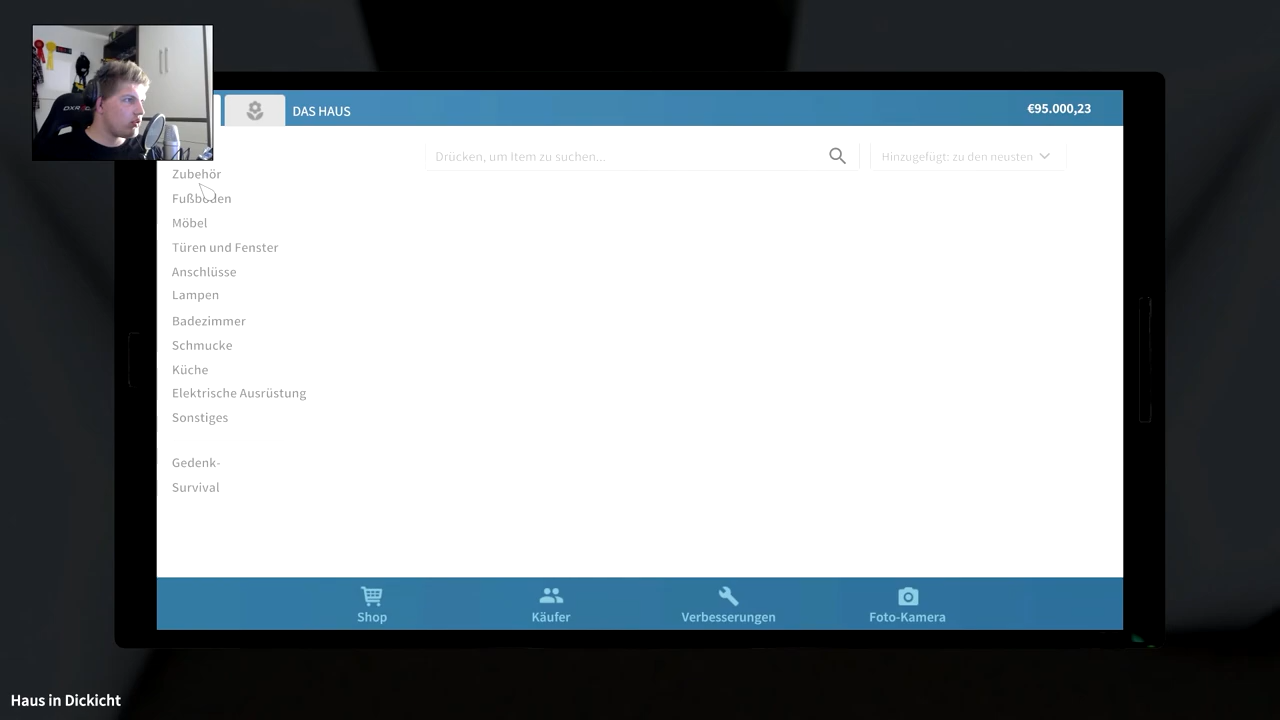 DAS HAUS
€95.000,23
Drücken, um Item zu suchen...
Hinzugefügt: zu den neusten
Zubehör
Fußboden
Möbel
Türen und Fenster
Anschlüsse
Lampen
Badezimmer
Schmucke
Küche
Elektrische Ausrüstung
Sonstiges
Gedenk-
Survival
Shop
Käufer
Verbesserungen
Foto-Kamera
Haus in Dickicht